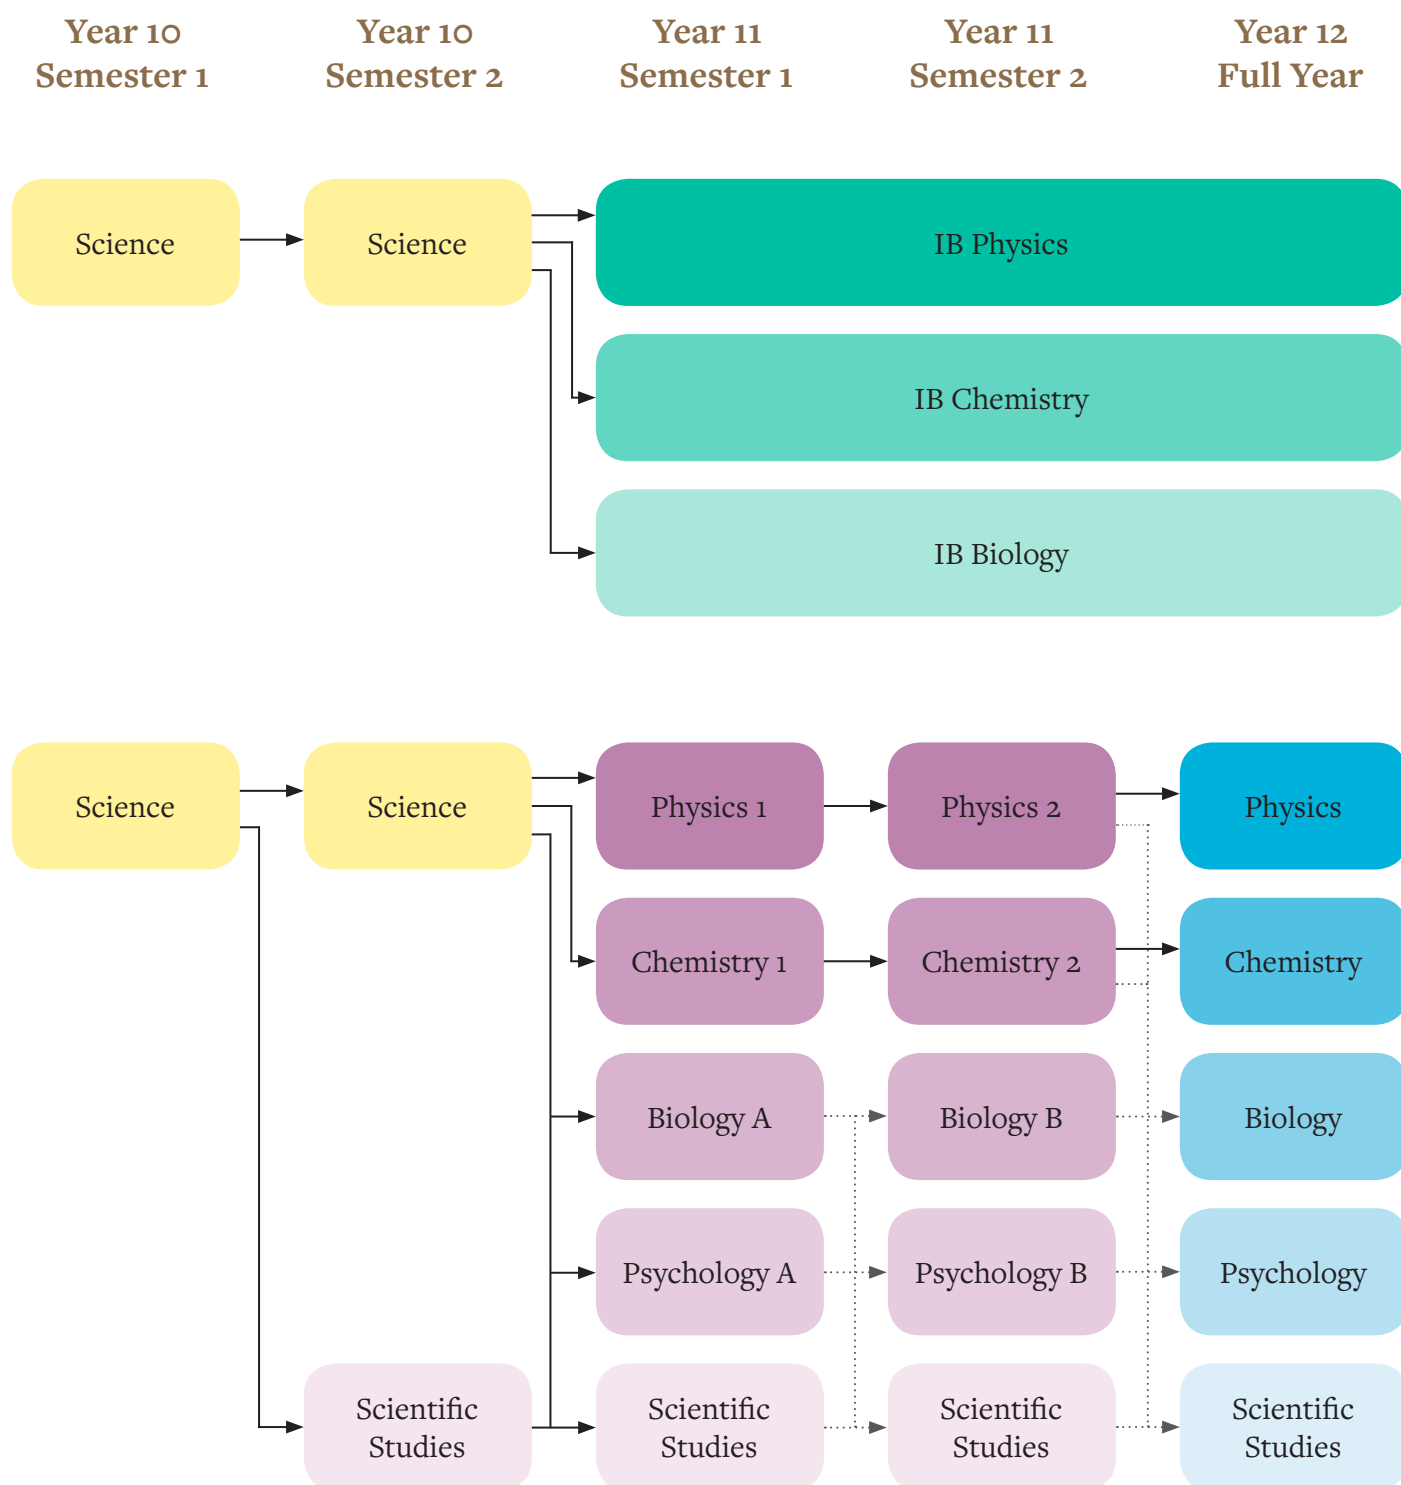 Year 10
Semester 1
Year 10
Semester 2
Year 11
Semester 1
Year 11
Semester 2
Year 12
Full Year
Science
Science
IB Physics
IB Chemistry
IB Biology
Science
Science
Physics 1
Physics 2
Physics
Chemistry 1
Chemistry 2
Chemistry
Biology A
Biology B
Biology
Psychology A
Psychology B
Psychology
Scientific
Studies
Scientific
Studies
Scientific
Studies
Scientific
Studies